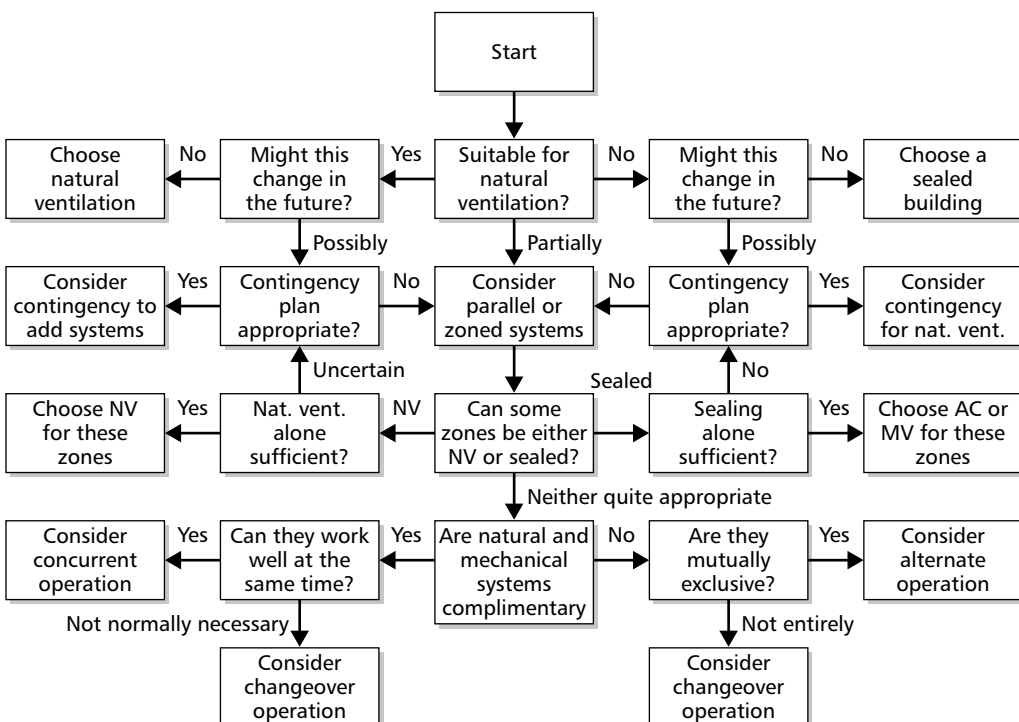 Start
Choose
natural
ventilation
No
Might this
change in
the future?
Yes
Suitable for
natural
ventilation?
No
Might this
change in
the future?
No
Choose a
sealed
building
Possibly
Partially
Possibly
Consider
contingency to
add systems
Yes
Contingency
plan
appropriate?
No
Consider
parallel or
zoned systems
No
Contingency
plan
appropriate?
Yes
Consider
contingency
for nat. vent.
Uncertain
Sealed
No
Choose NV
for these
zones
Yes
Nat. vent.
alone
sufficient?
NV
Can some
zones be either
NV or sealed?
Sealing
alone
sufficient?
Yes
Choose AC or
MV for these
zones
Neither quite appropriate
Consider
concurrent
operation
Yes
Can they work
well at the
same time?
Yes
Are natural and
mechanical
systems
complimentary
No
Are they
mutually
exclusive?
Yes
Consider
alternate
operation
Not normally necessary
Not entirely
Consider
changeover
operation
Consider
changeover
operation